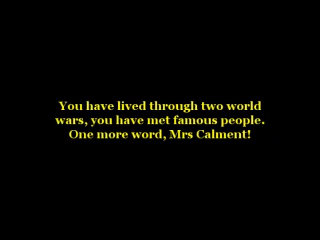 You have lived through two world
wars, you have met famous people.
One more word, Mrs Calment!